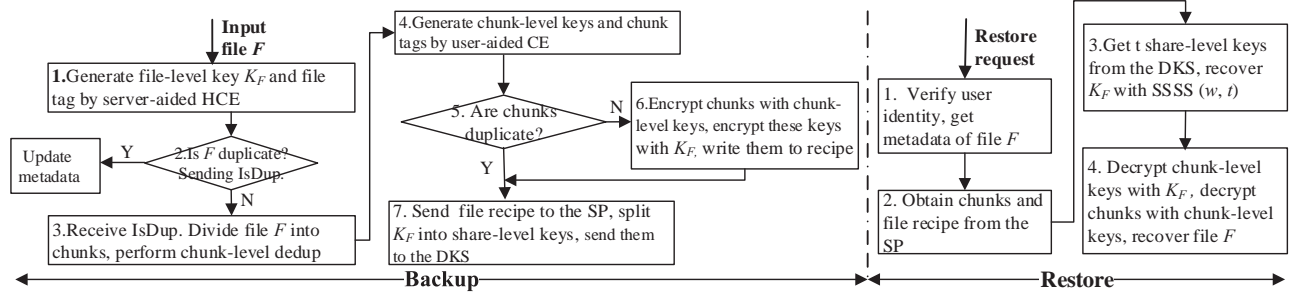 Input
file F
1.Generate file-level key K_F and file
tag by server-aided HCE
2.Is F duplicate?
Sending IsDup.
Y
Update
metadata
N
3.Receive IsDup. Divide file F into
chunks, perform chunk-level dedup
4.Generate chunk-level keys and chunk
tags by user-aided CE
5. Are chunks
duplicate?
N
6.Encrypt chunks with chunk-
level keys, encrypt these keys
with K_F, write them to recipe
Y
7. Send file recipe to the SP, split
K_F into share-level keys, send them
to the DKS
Backup
Restore
request
1. Verify user
identity, get
metadata of file F
2. Obtain chunks and
file recipe from the
SP
3.Get t share-level keys
from the DKS, recover
K_F with SSSS (w, t)
4. Decrypt chunk-level
keys with K_F, decrypt
chunks with chunk-level
keys, recover file F
Restore